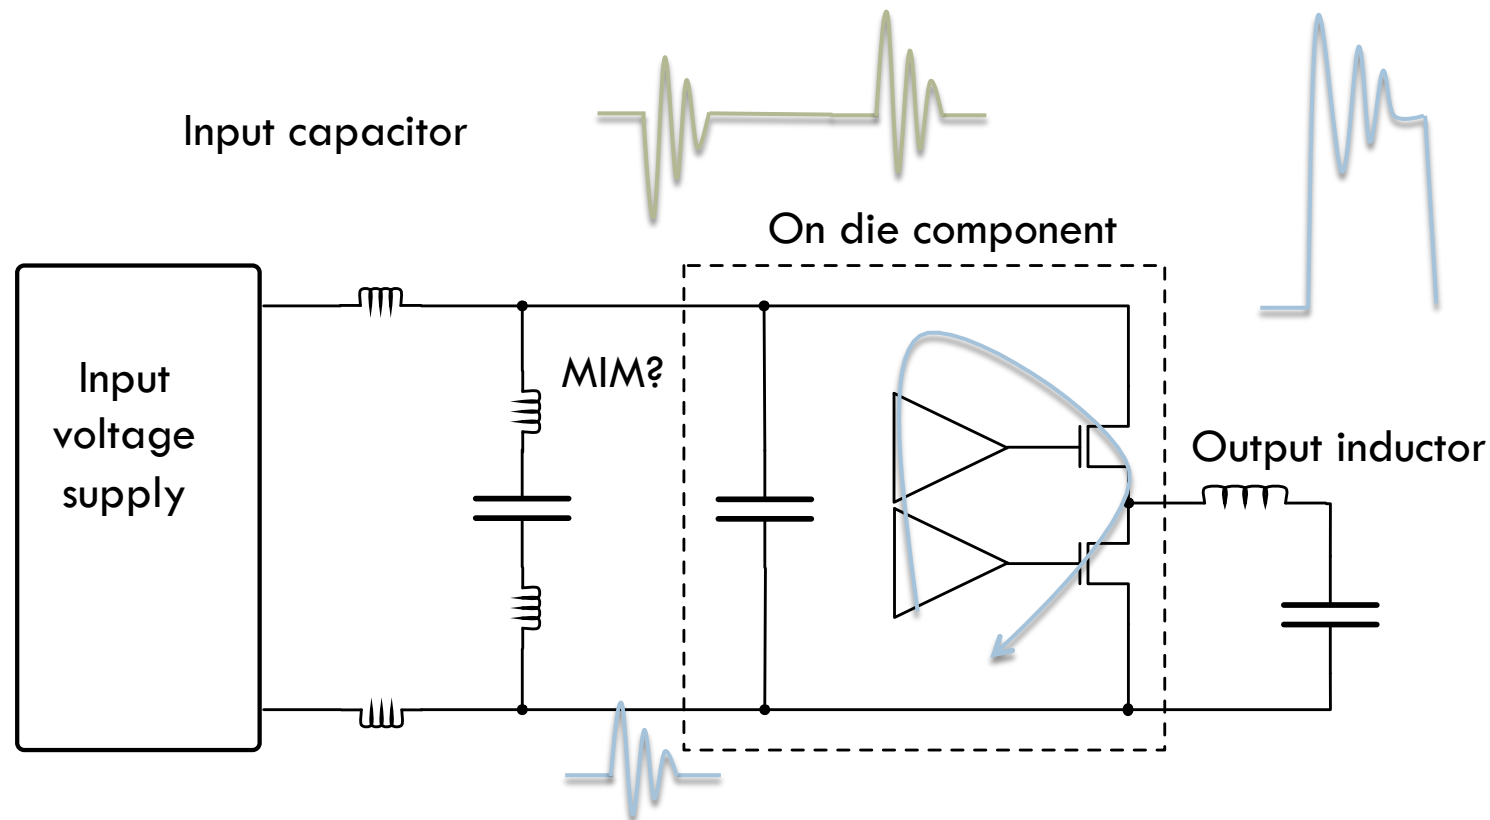 Input capacitor
On die component
MIM?
Input
voltage
supply
Output inductor